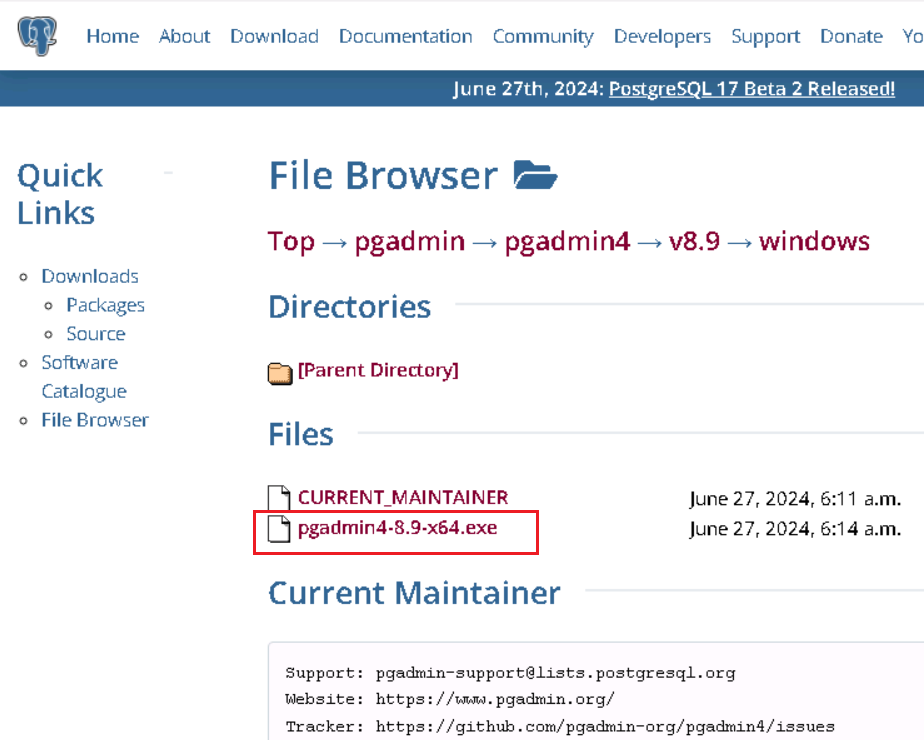 Home About Download Documentation Community Developers Support Donate Yo
June 27th, 2024: PostgreSQL 17 Beta 2 Released!
Quick
Links
Downloads
Packages
Source
Software
Catalogue
File Browser
File Browser
Top → pgadmin → pgadmin4 → v8.9 → windows
Directories
[Parent Directory]
Files
CURRENT_MAINTAINER June 27, 2024, 6:11 a.m.
pgadmin4-8.9-x64.exe June 27, 2024, 6:14 a.m.
Current Maintainer
Support: pgadmin-support@lists.postgresql.org
Website: https://www.pgadmin.org/
Tracker: https://github.com/pgadmin-org/pgadmin4/issues